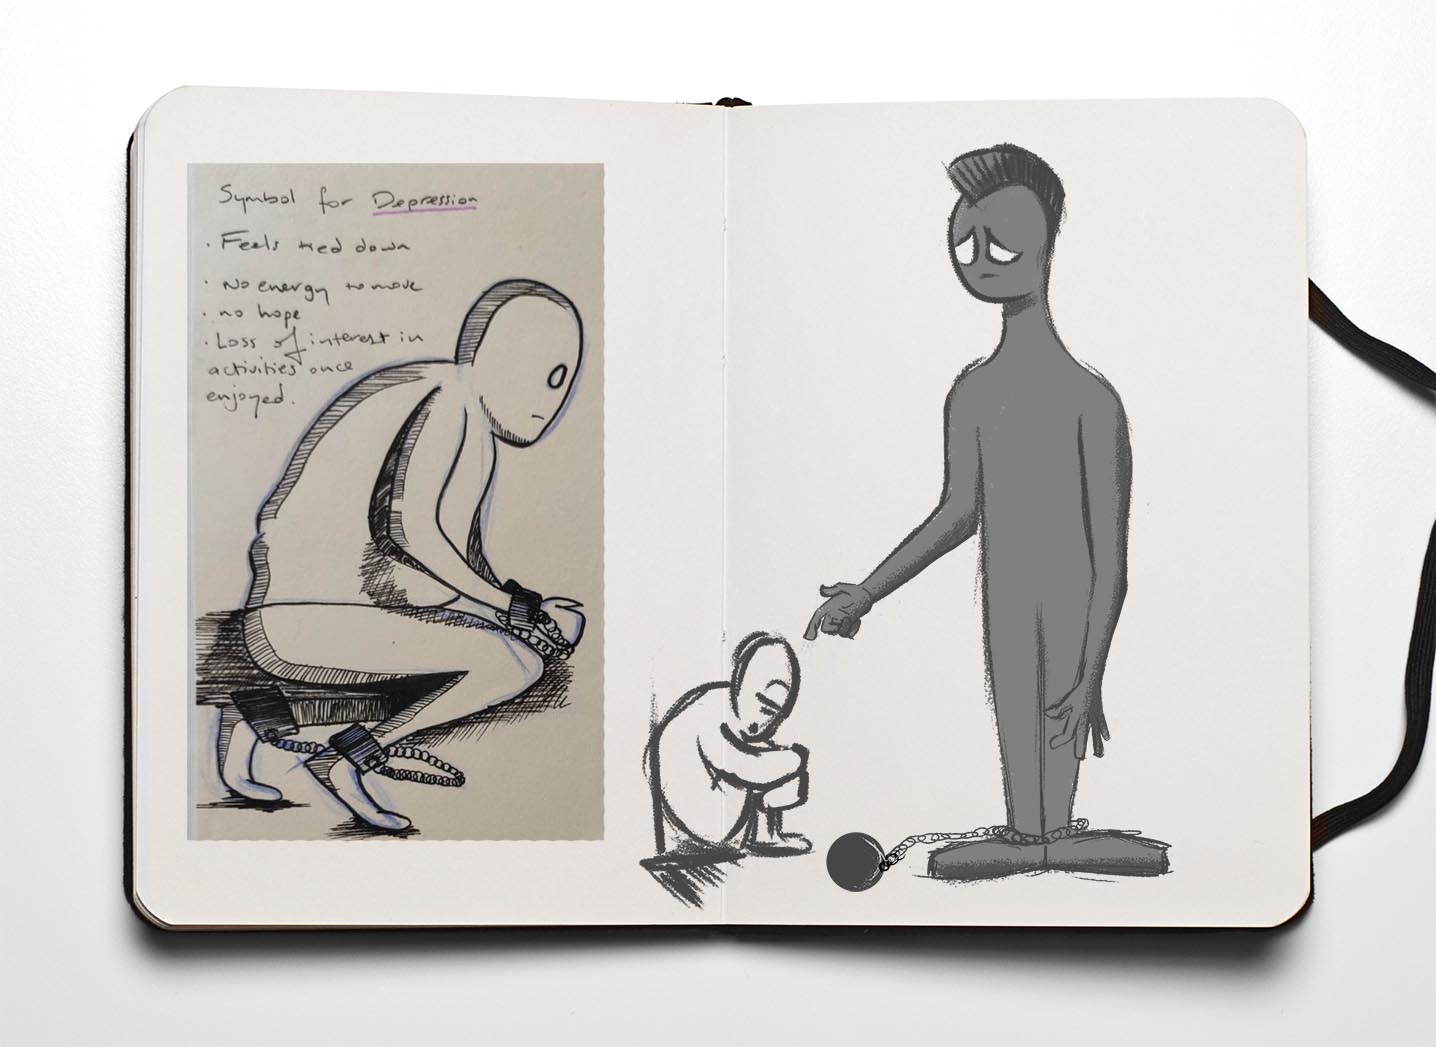 Symbol for Depression
· Feels tied down
· No energy to move
· no hope
· Loss of interest in
activities once
enjoyed.